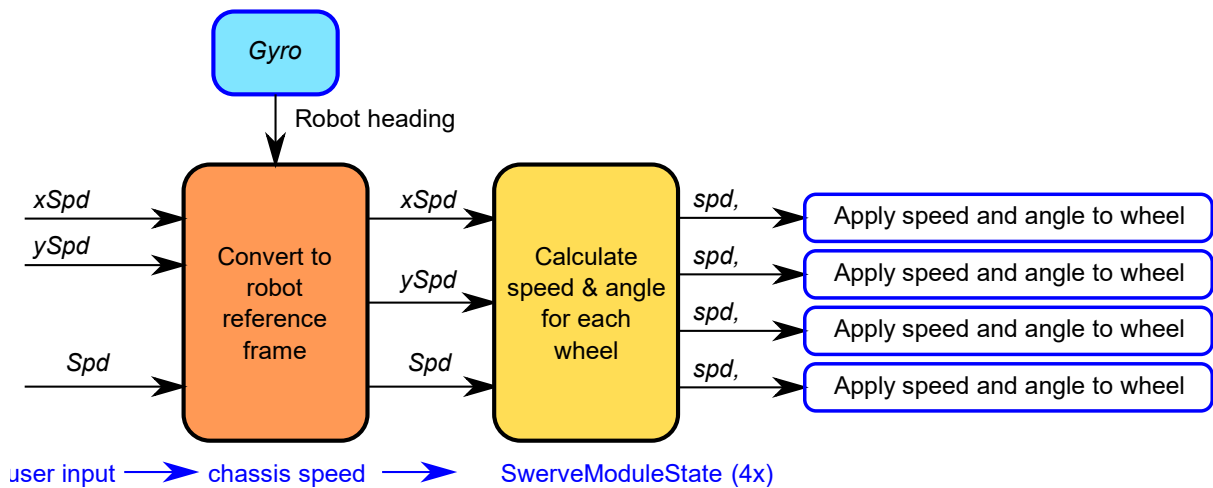 Gyro
Robot heading
xSpd
ySpd
Spd
Convert to
robot
reference
frame
xSpd
ySpd
Spd
Calculate
speed & angle
for each
wheel
spd,
spd,
spd,
spd,
Apply speed and angle to wheel
Apply speed and angle to wheel
Apply speed and angle to wheel
Apply speed and angle to wheel
user input
chassis speed
SwerveModuleState (4x)